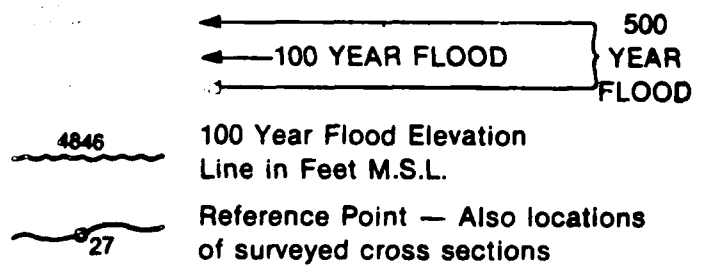 500
100 YEAR FLOOD YEAR
FLOOD
4846 100 Year Flood Elevation
Line in Feet M.S.L.
Reference Point — Also locations
27 of surveyed cross sections